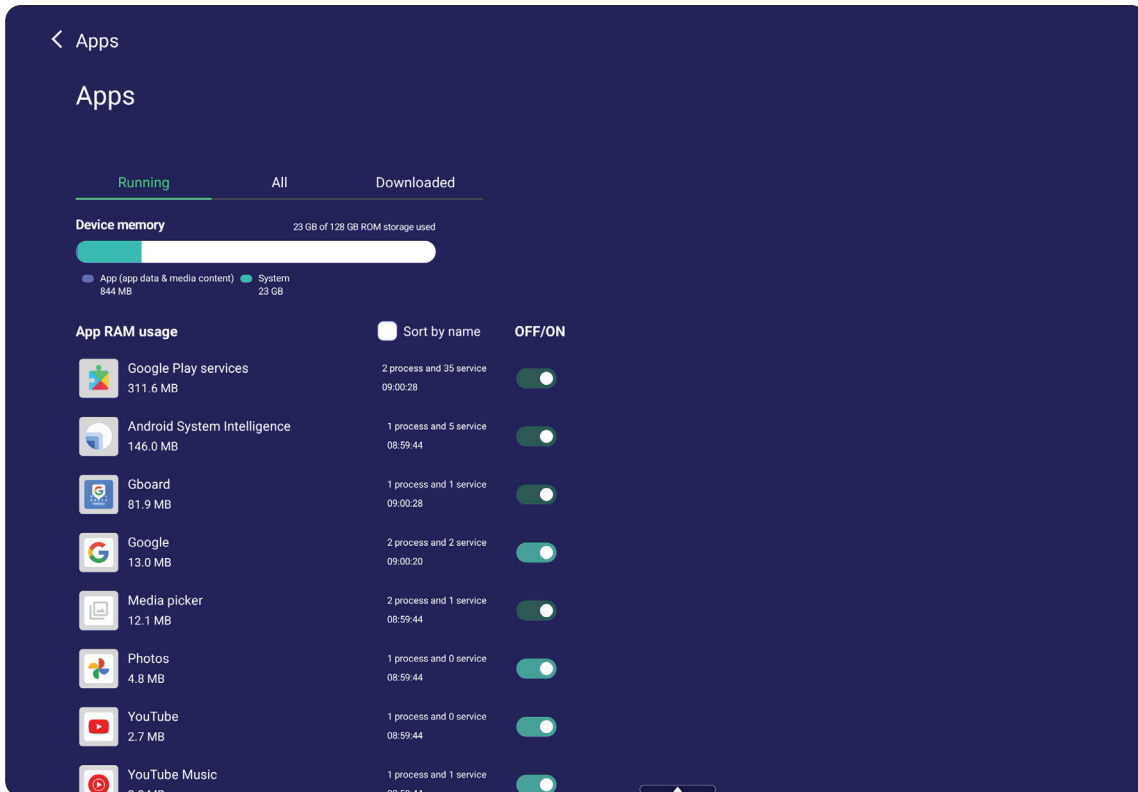 Apps
Apps
Running All Downloaded
Device memory 23 GB of 128 GB ROM storage used
App (app data & media content) System
844 MB 23 GB
App RAM usage Sort by name OFF/ON
Google Play services 2 process and 35 service
311.6 MB 09:00:28
Android System Intelligence 1 process and 5 service
146.0 MB 08:59:44
Gboard 1 process and 1 service
81.9 MB 09:00:28
Google 2 process and 2 service
13.0 MB 09:00:20
Media picker 2 process and 1 service
12.1 MB 08:59:44
Photos 1 process and 0 service
4.8 MB 08:59:44
YouTube 1 process and 0 service
2.7 MB 08:59:44
YouTube Music 1 process and 1 service